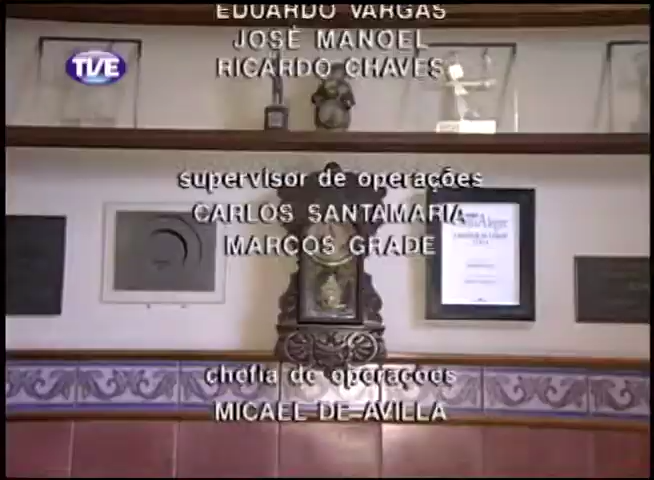 EDUARDO VARGAS
JOSÉ MANOEL
RICARDO CHAVES
TVE
supervisor de operações
CARLOS SANTAMARIA
MARCOS GRADE
chefia de operações
MICAEL DE AVILLA